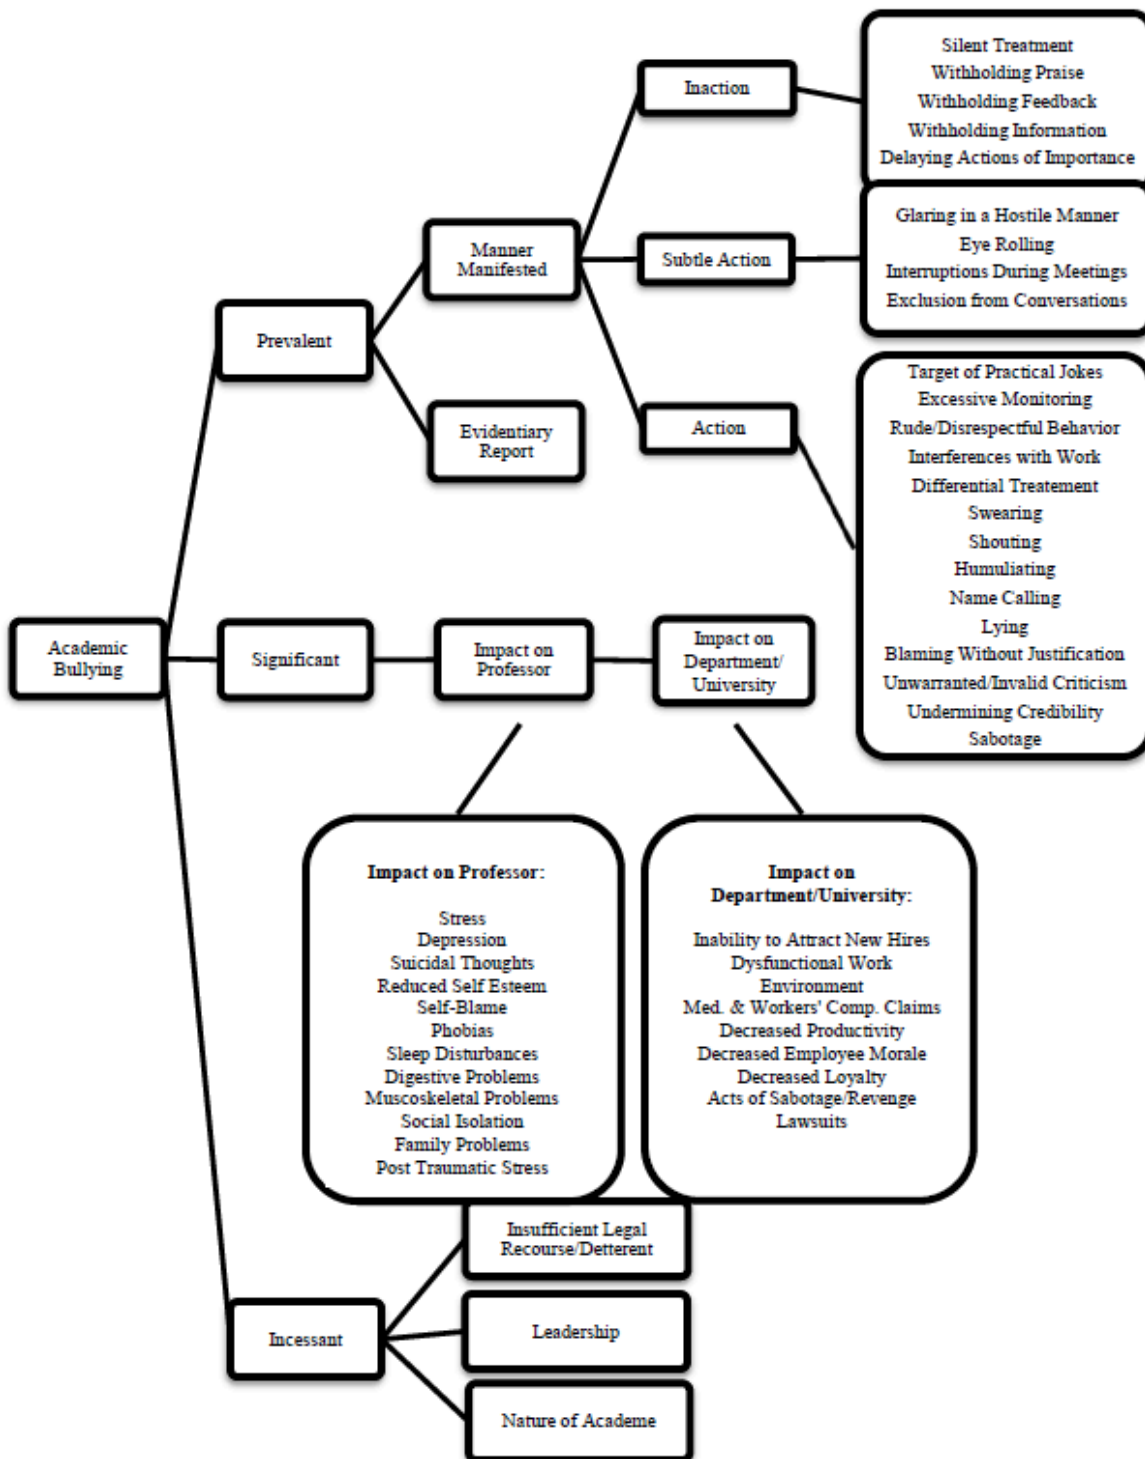 Silent Treatment
Withholding Praise
Withholding Feedback
Withholding Information
Delaying Actions of Importance
Inaction
Glaring in a Hostile Manner
Eye Rolling
Interruptions During Meetings
Exclusion from Conversations
Manner
Manifested
Subtle Action
Prevalent
Target of Practical Jokes
Excessive Monitoring
Rude/Disrespectful Behavior
Interferences with Work
Differential Treatement
Swearing
Shouting
Humuliating
Name Calling
Lying
Blaming Without Justification
Unwarranted/Invalid Criticism
Undermining Credibility
Sabotage
Evidentiary
Report
Action
Academic
Bullying
Significant
Impact on
Professor
Impact on
Department/
University
Impact on Professor:
Stress
Depression
Suicidal Thoughts
Reduced Self Esteem
Self-Blame
Phobias
Sleep Disturbances
Digestive Problems
Muscoskeletal Problems
Social Isolation
Family Problems
Post Traumatic Stress
Impact on
Department/University:
Inability to Attract New Hires
Dysfunctional Work
Environment
Med. & Workers' Comp. Claims
Decreased Productivity
Decreased Employee Morale
Decreased Loyalty
Acts of Sabotage/Revenge
Lawsuits
Insufficient Legal
Recourse/Detterent
Incessant
Leadership
Nature of Academe